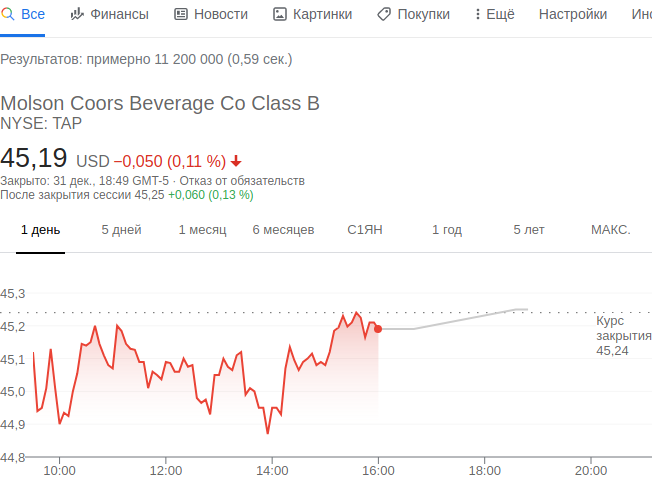 Все Финансы Новости Картинки Покупки Ещё Настройки Инс
Результатов: примерно 11 200 000 (0,59 сек.)
Molson Coors Beverage Co Class B
NYSE: TAP
45,19 USD −0,050 (0,11 %)
Закрыто: 31 дек., 18:49 GMT-5 · Отказ от обязательств
После закрытия сессии 45,25 +0,060 (0,13 %)
1 день 5 дней 1 месяц 6 месяцев С1ЯН 1 год 5 лет МАКС.
45,3
45,2
45,1
45,0
44,9
44,8
Курс
закрытия
45,24
10:00 12:00 14:00 16:00 18:00 20:00